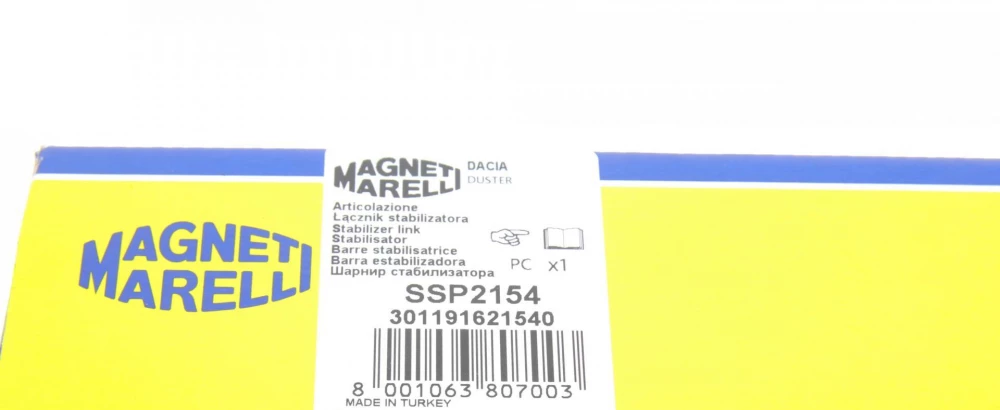 MAGNETI
MARELLI
MAGNETI
MARELLI
DACIA
DUSTER
Articolazione
Łącznik stabilizatora
Stabilizer link
Stabilisator
Barre stabilisatrice
Barra estabilizadora
Шарнир стабилизатора
PC x1
SSP2154
301191621540
8 001063 807003
MADE IN TURKEY